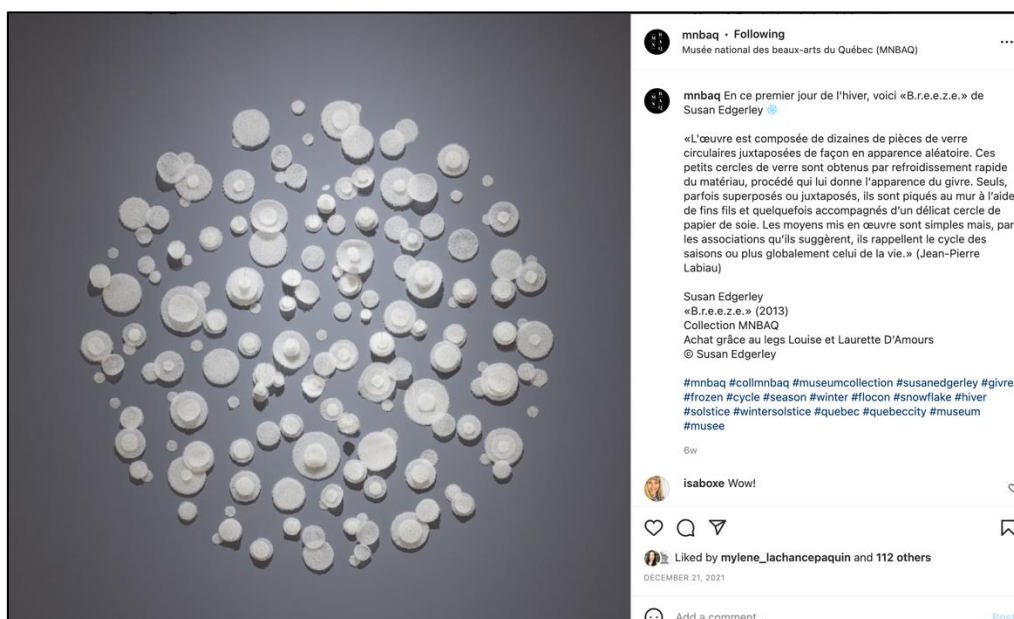 mnbaq • Following
Musée national des beaux-arts du Québec (MNBAQ)
mnbaq En ce premier jour de l'hiver, voici «B.r.e.e.z.e.» de
Susan Edgerley ❄️
«L'œuvre est composée de dizaines de pièces de verre
circulaires juxtaposées de façon en apparence aléatoire. Ces
petits cercles de verre sont obtenus par refroidissement rapide
du matériau, procédé qui lui donne l'apparence du givre. Seuls,
parfois superposés ou juxtaposés, ils sont piqués au mur à l'aide
de fins fils et quelquefois accompagnés d'un délicat cercle de
papier de soie. Les moyens mis en œuvre sont simples mais, par
les associations qu'ils suggèrent, ils rappellent le cycle des
saisons ou plus globalement celui de la vie.» (Jean-Pierre
Labiau)
Susan Edgerley
«B.r.e.e.z.e.» (2013)
Collection MNBAQ
Achat grâce au legs Louise et Laurette D'Amours
© Susan Edgerley
#mnbaq #collmnbaq #museumcollection #susanedgerley #givre
#frozen #cycle #season #winter #flocon #snowflake #hiver
#solstice #wintersolstice #quebec #quebeccity #museum
#musee
6w
isaboxe Wow!
Liked by mylene_lachancepaquin and 112 others
DECEMBER 21, 2021
Add a comment...
Post